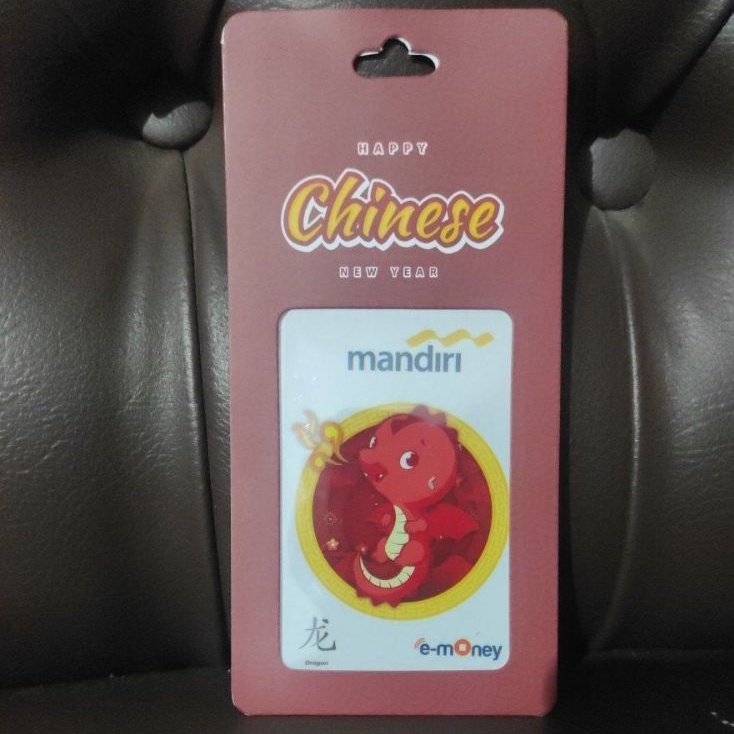 HAPPY
Chinese
NEW YEAR
mandiri
龙
Dragon
e-money